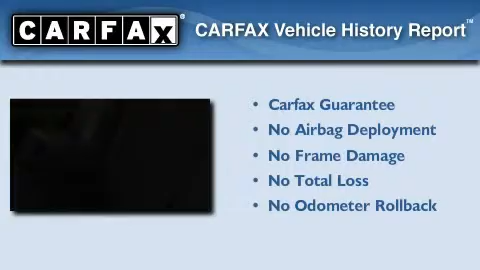 CARFAX® CARFAX Vehicle History Report™
• Carfax Guarantee
• No Airbag Deployment
• No Frame Damage
• No Total Loss
• No Odometer Rollback